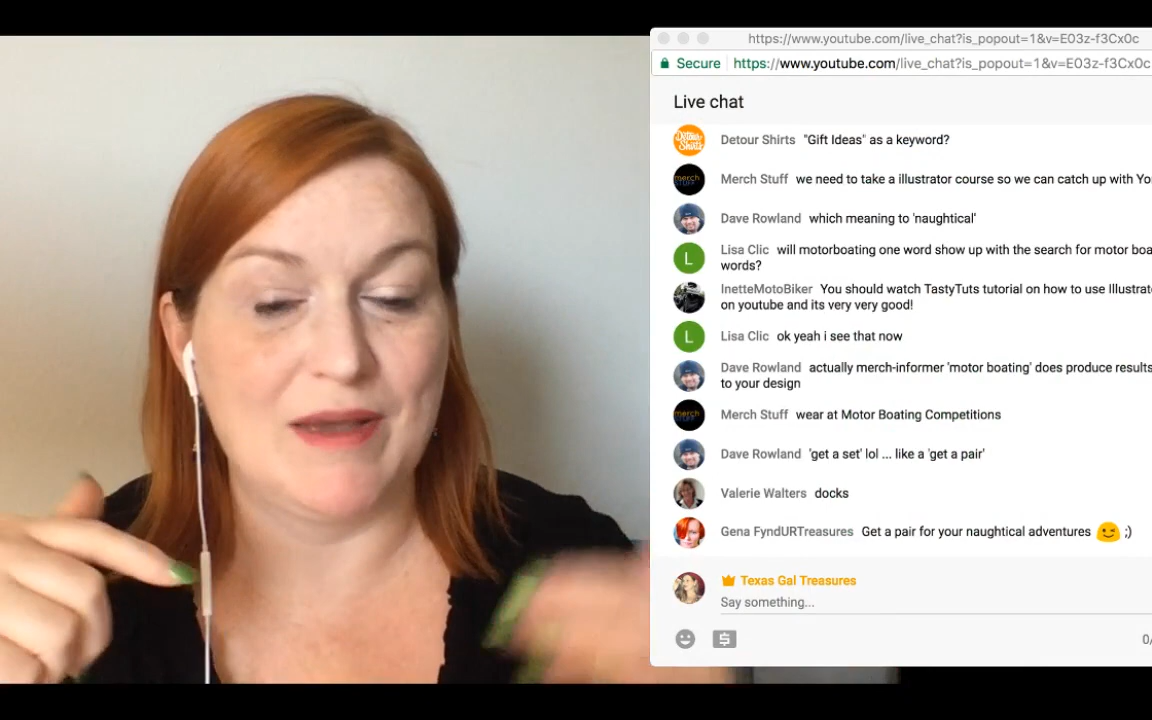 https://www.youtube.com/live_chat?is_popout=1&v=E03z-f3Cx0c
Secure https://www.youtube.com/live_chat?is_popout=1&v=E03z-f3Cx0c
Live chat
Detour Shirts "Gift Ideas" as a keyword?
Merch Stuff we need to take a illustrator course so we can catch up with
Dave Rowland which meaning to 'naughtical'
Lisa Clic will motorboating one word show up with the search for motor
words?
InetteMotoBiker You should watch TastyTuts tutorial on how to use
on youtube and its very very good!
Lisa Clic ok yeah i see that now
Dave Rowland actually merch-informer 'motor boating' does produce results
to your design
Merch Stuff wear at Motor Boating Competitions
Dave Rowland 'get a set' lol ... like a 'get a pair'
Valerie Walters docks
Gena FyndURTreasures Get a pair for your naughtical adventures 😉 ;)
Texas Gal Treasures
Say something...
0/